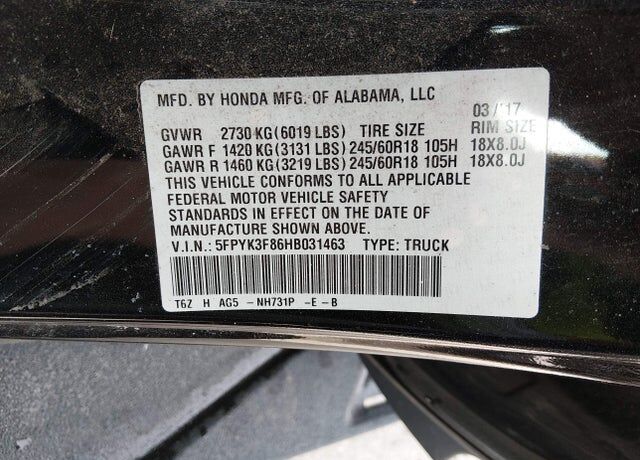 MFD. BY HONDA MFG. OF ALABAMA, LLC 03/'17
GVWR 2730 KG (6019 LBS) TIRE SIZE RIM SIZE
GAWR F 1420 KG (3131 LBS) 245/60R18 105H 18X8.0J
GAWR R 1460 KG (3219 LBS) 245/60R18 105H 18X8.0J
THIS VEHICLE CONFORMS TO ALL APPLICABLE
FEDERAL MOTOR VEHICLE SAFETY
STANDARDS IN EFFECT ON THE DATE OF
MANUFACTURE SHOWN ABOVE.
V.I.N.: 5FPYK3F86HB031463 TYPE: TRUCK
T6Z H AG5 - NH731P -E-B